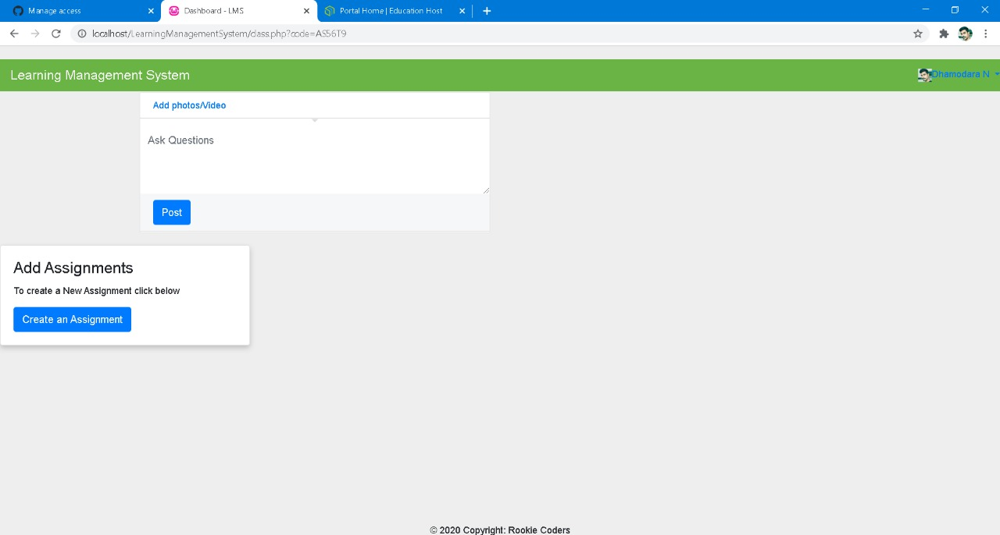 Manage access
Dashboard - LMS
Portal Home | Education Host
localhost/LearningManagementSystem/class.php?code=AS56T9
Learning Management System
Dhamodara N
Add photos/Video
Ask Questions
Post
Add Assignments
To create a New Assignment click below
Create an Assignment
© 2020 Copyright: Rookie Coders